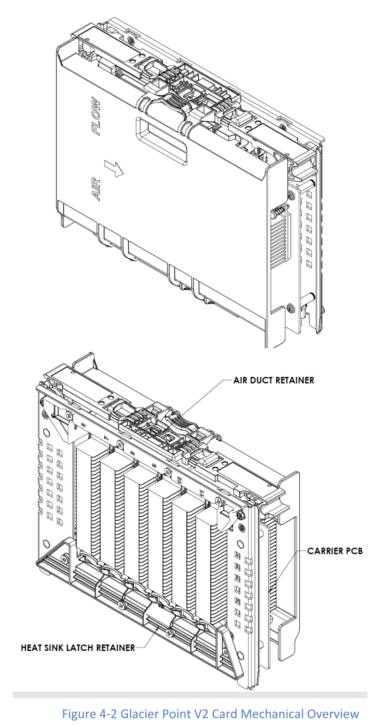 AIR FLOW
AIR DUCT RETAINER
CARRIER PCB
HEAT SINK LATCH RETAINER
Figure 4-2 Glacier Point V2 Card Mechanical Overview